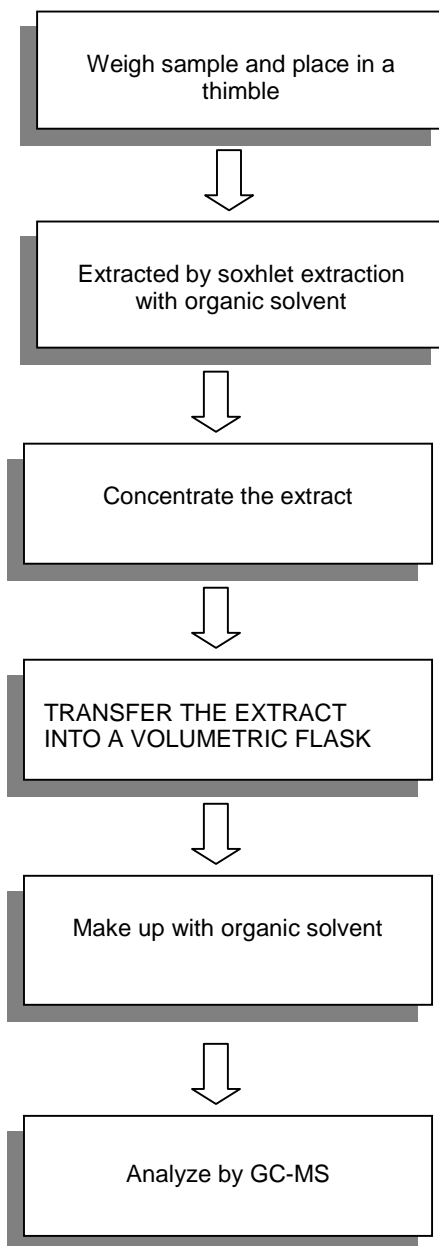 Weigh sample and place in a
thimble
Extracted by soxhlet extraction
with organic solvent
Concentrate the extract
TRANSFER THE EXTRACT
INTO A VOLUMETRIC FLASK
Make up with organic solvent
Analyze by GC-MS